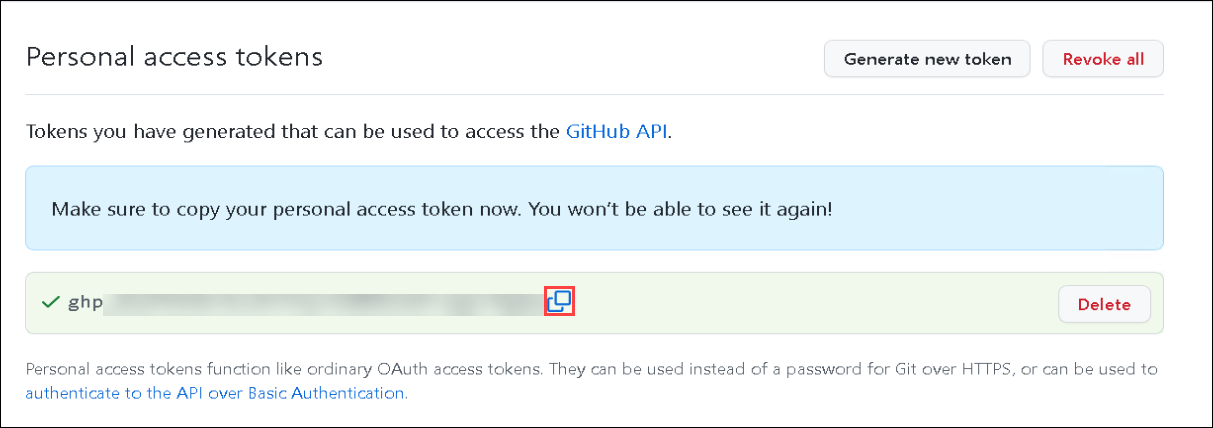 Personal access tokens
Generate new token
Revoke all
Tokens you have generated that can be used to access the GitHub API.
Make sure to copy your personal access token now. You won't be able to see it again!
ghp
Delete
Personal access tokens function like ordinary OAuth access tokens. They can be used instead of a password for Git over HTTPS, or can be used to
authenticate to the API over Basic Authentication.